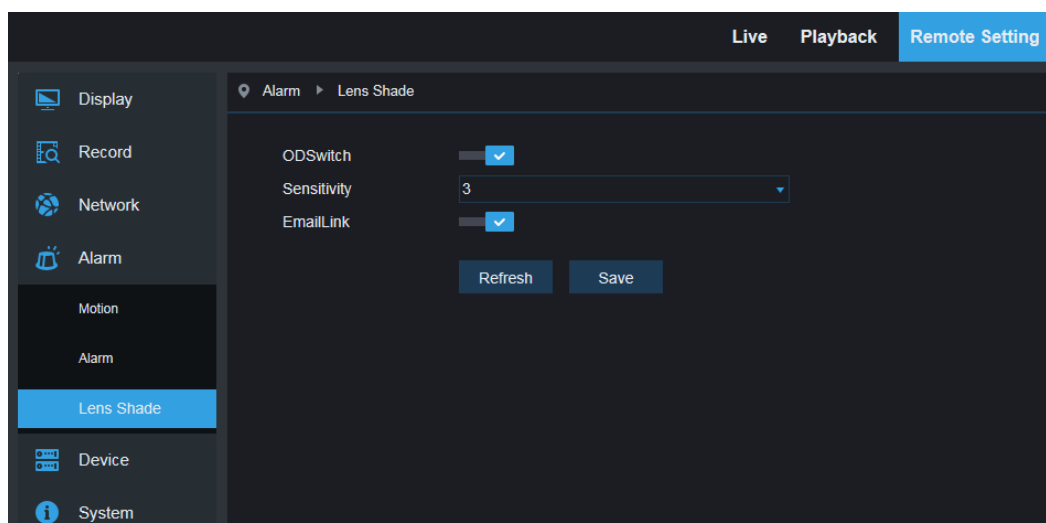 Live Playback Remote Setting
Display
Record
Network
Alarm
Motion
Alarm
Lens Shade
Device
System
Alarm Lens Shade
ODSwitch
Sensitivity 3
EmailLink
Refresh Save